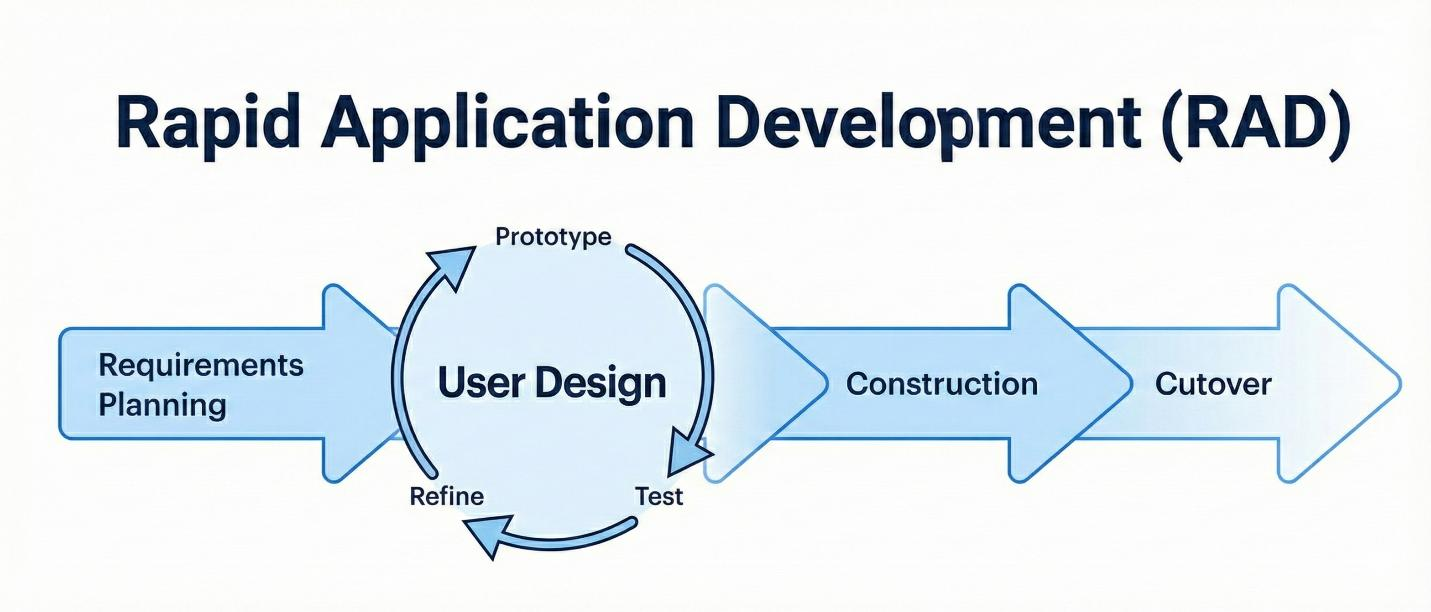 Rapid Application Development (RAD)
Prototype
Requirements
Planning
User Design
Construction
Cutover
Refine
Test